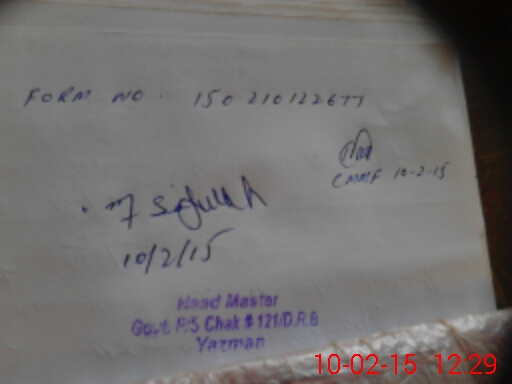 FORM NO. 150 210122677
CMMF 10-2-15
M Sifullah
10/2/15
Head Master
Govt. P/S Chak # 121/D.R.B
Yazman
10-02-15 12:29